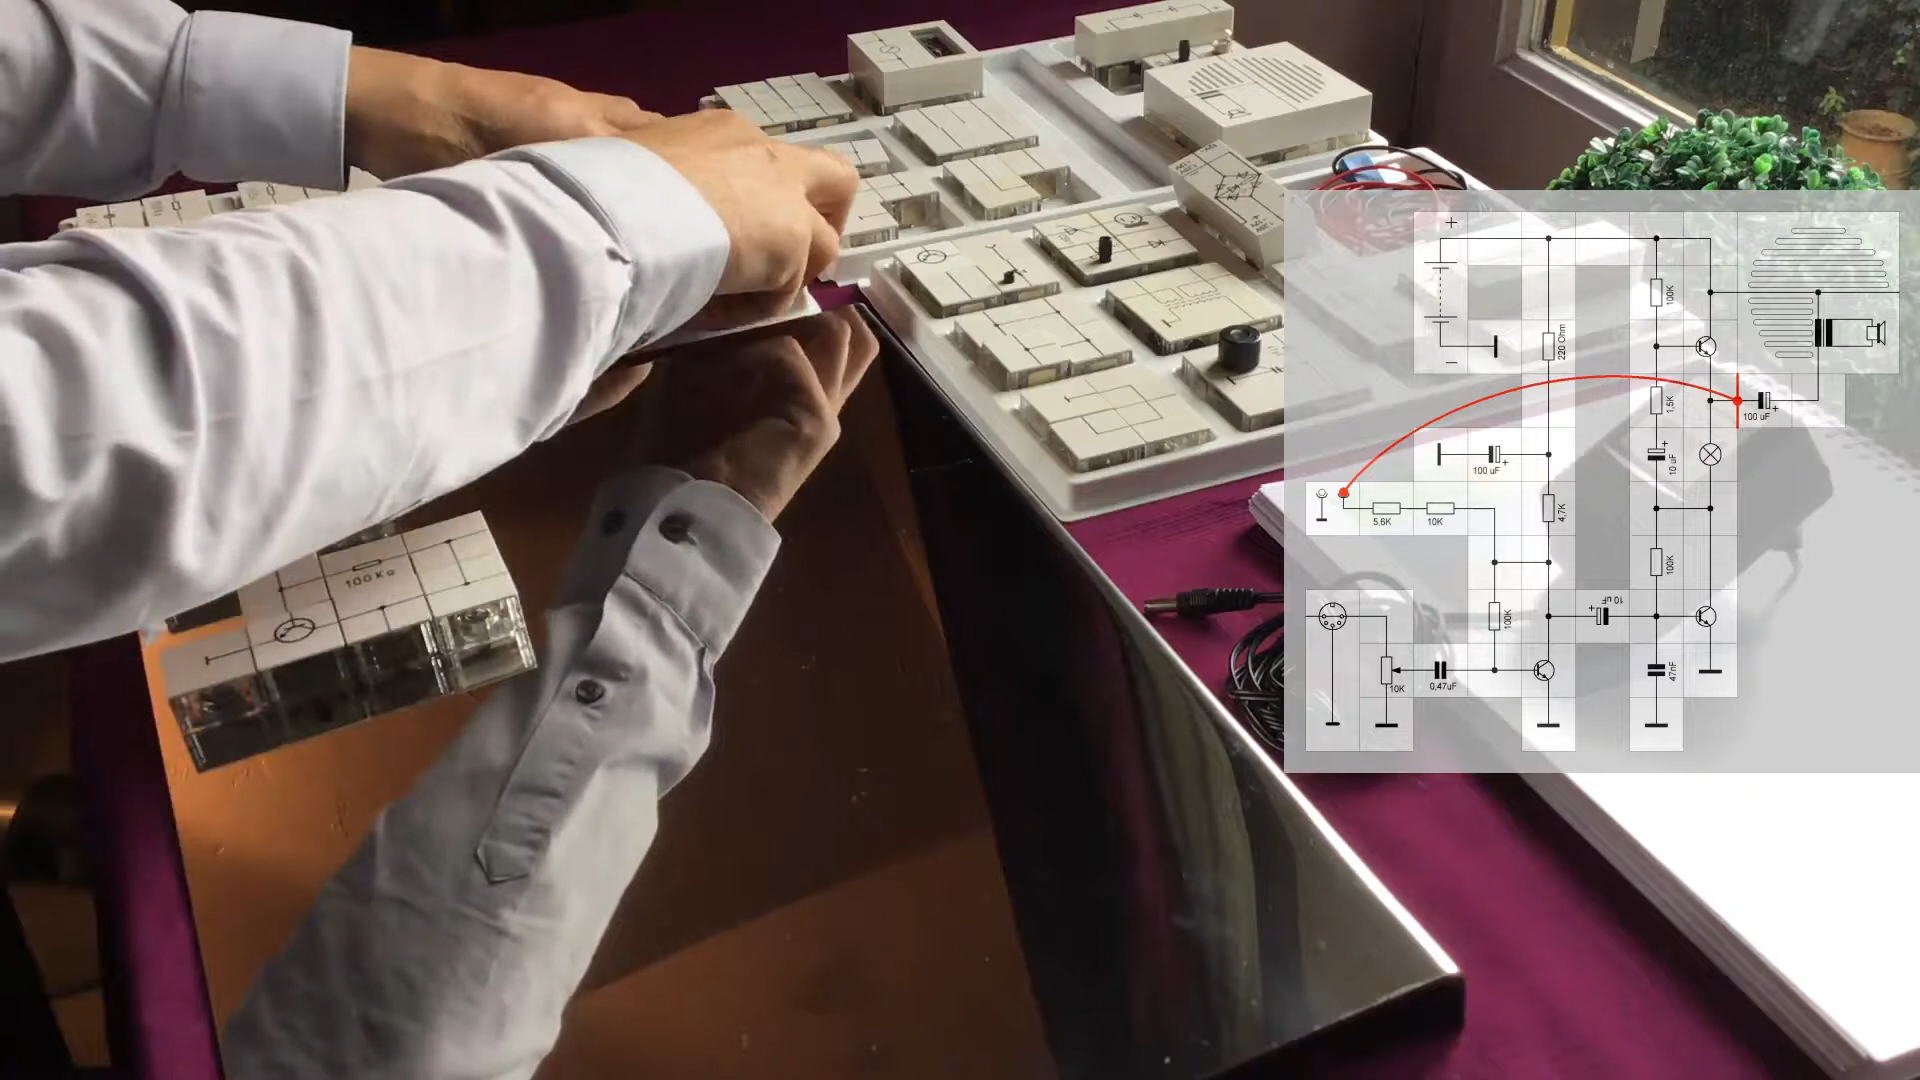 +
100K
220 Ohm
−
1,5K
100 uF
+
+
10 uF
100 uF
+
5,6K
10K
4,7K
100K
10 uF
+
100K
10K
0,47uF
47nF
100 KΩ